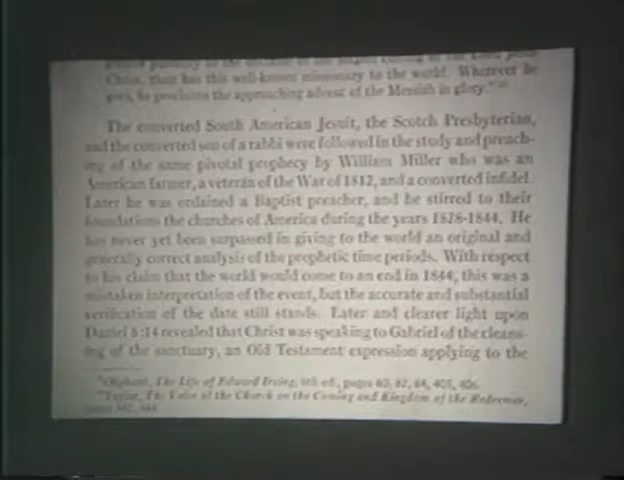 Christ, than has this well-known missionary to the world. Wherever he
goes, he proclaims the approaching advent of the Messiah in glory."
The converted South American Jesuit, the Scotch Presbyterian,
and the converted son of a rabbi were followed in the study and preach-
ing of the same pivotal prophecy by William Miller who was an
American farmer, a veteran of the War of 1812, and a converted infidel.
Later he was ordained a Baptist preacher, and he stirred to their
foundations the churches of America during the years 1828-1844. He
has never yet been surpassed in giving to the world an original and
generally correct analysis of the prophetic time periods. With respect
to his claim that the world would come to an end in 1844, this was a
mistaken interpretation of the event, but the accurate and substantial
verification of the date still stands. Later and clearer light upon
Daniel 8:14 revealed that Christ was speaking to Gabriel of the cleans-
ing of the sanctuary, an Old Testament expression applying to the
Oliphant, The Life of Edward Irving, ed., pages 405, 406.
Taylor, The Voice of the Church on the Coming and Kingdom of the Redeemer,
pages